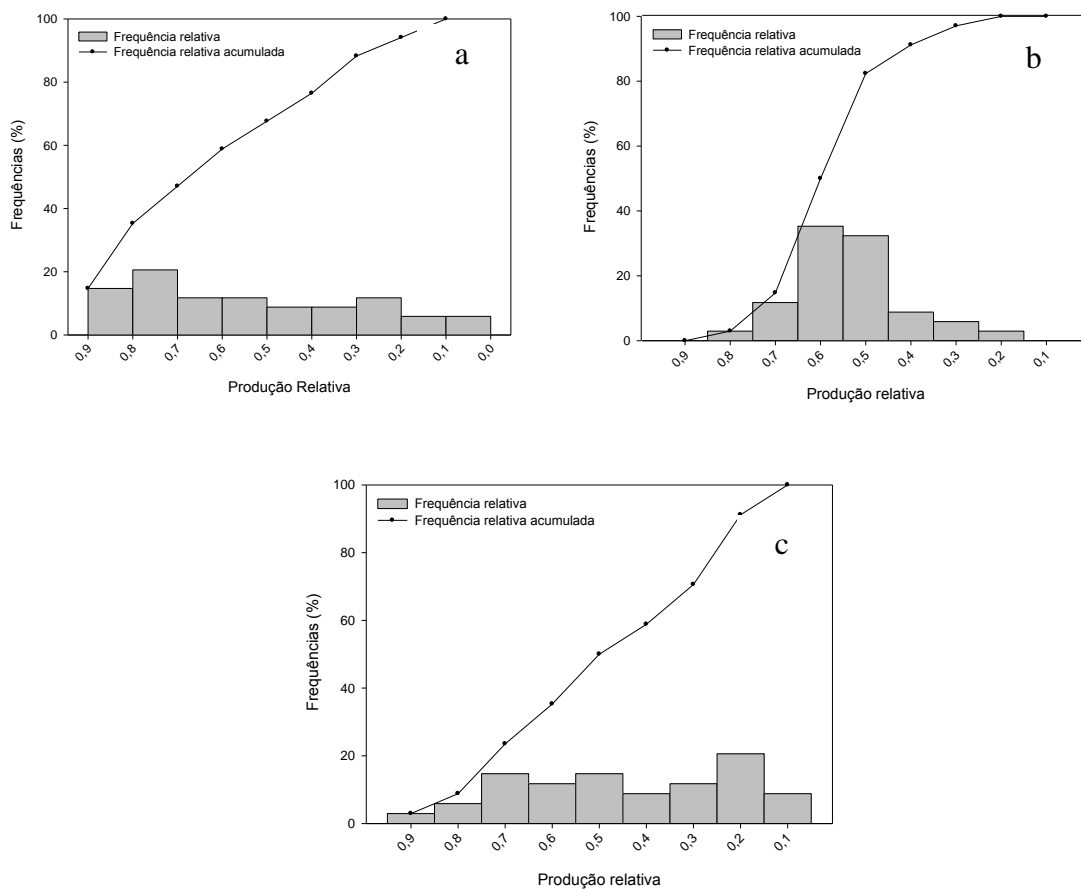 100
80
60
40
20
0
Frequências (%)
Frequência relativa
Frequência relativa acumulada
a
0,9 0,8 0,7 0,6 0,5 0,4 0,3 0,2 0,1 0,0
Produção Relativa
100
80
60
40
20
0
Frequências (%)
Frequência relativa
Frequência relativa acumulada
b
0,9 0,8 0,7 0,6 0,5 0,4 0,3 0,2 0,1
Produção relativa
100
80
60
40
20
0
Frequências (%)
Frequência relativa
Frequência relativa acumulada
c
0,9 0,8 0,7 0,6 0,5 0,4 0,3 0,2 0,1
Produção relativa